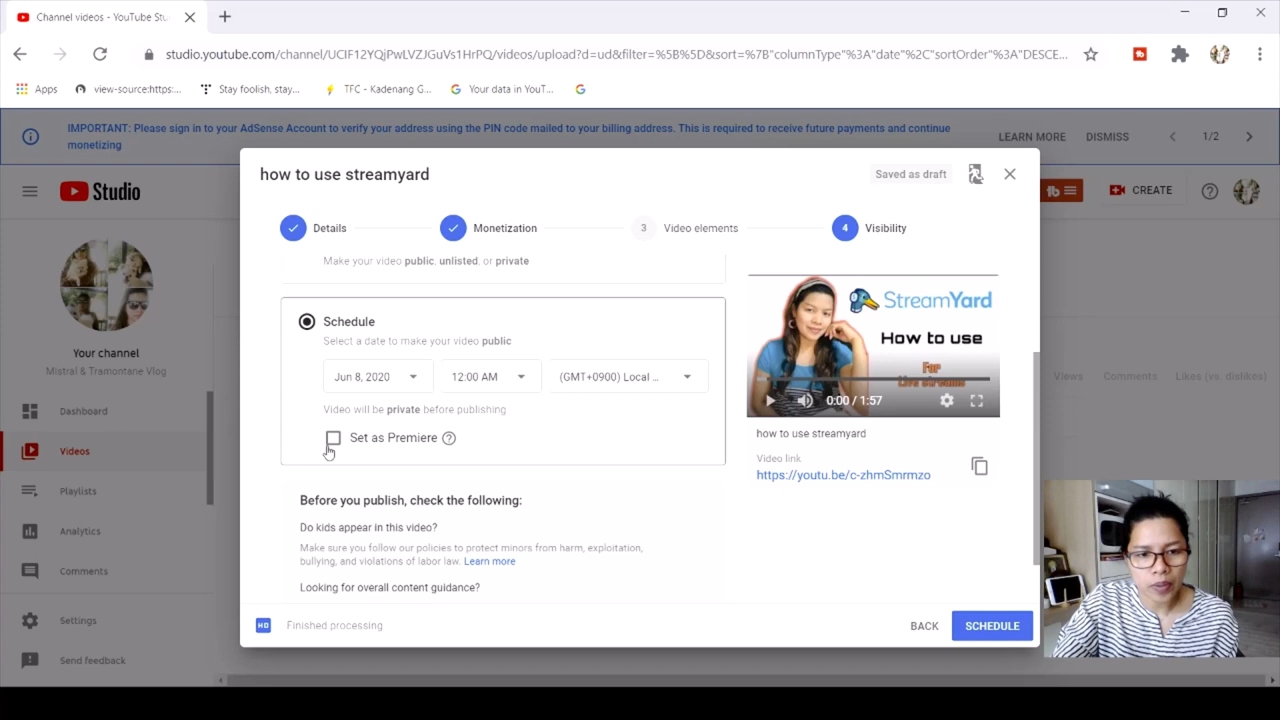 Channel videos - YouTube Stu
studio.youtube.com/channel/UCIF12YQjPwLVZJGuVs1HrPQ/videos/upload?d=ud&filter=%5B%5D&sort=%7B"columnType"%3A"date"%2C"sortOrder"%3A"DESCE...
Apps
view-source:https:...
Stay foolish, stay...
TFC - Kadenang G...
Your data in YouT...
IMPORTANT: Please sign in to your AdSense Account to verify your address using the PIN code mailed to your billing address. This is required to receive future payments and continue
monetizing
LEARN MORE
DISMISS
1/2
Studio
how to use streamyard
Saved as draft
tb
CREATE
Details
Monetization
3
Video elements
4
Visibility
Make your video public, unlisted, or private
Schedule
Select a date to make your video public
Jun 8, 2020
12:00 AM
(GMT+0900) Local ...
Video will be private before publishing
Set as Premiere
Before you publish, check the following:
Do kids appear in this video?
Make sure you follow our policies to protect minors from harm, exploitation,
bullying, and violations of labor law. Learn more
Looking for overall content guidance?
StreamYard
How to use
For
Live Streams
0:00 / 1:57
how to use streamyard
Video link
https://youtu.be/c-zhmSmrmzo
Your channel
Mistral & Tramontane Vlog
Dashboard
Videos
Playlists
Analytics
Comments
Settings
Send feedback
Views
Comments
Likes (vs. dislikes)
HD
Finished processing
BACK
SCHEDULE